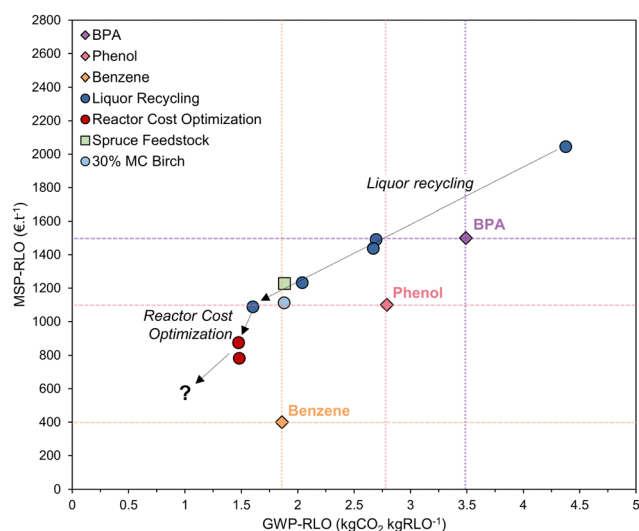 2800
2600
2400
2200
2000
1800
1600
1400
1200
1000
800
600
400
200
0
MSP-RLO (€.t⁻¹)
BPA
Phenol
Benzene
Liquor Recycling
Reactor Cost Optimization
Spruce Feedstock
30% MC Birch
Liquor recycling
BPA
Phenol
Reactor Cost
Optimization
?
Benzene
0 0.5 1 1.5 2 2.5 3 3.5 4 4.5 5
GWP-RLO (kgCO₂ kgRLO⁻¹)